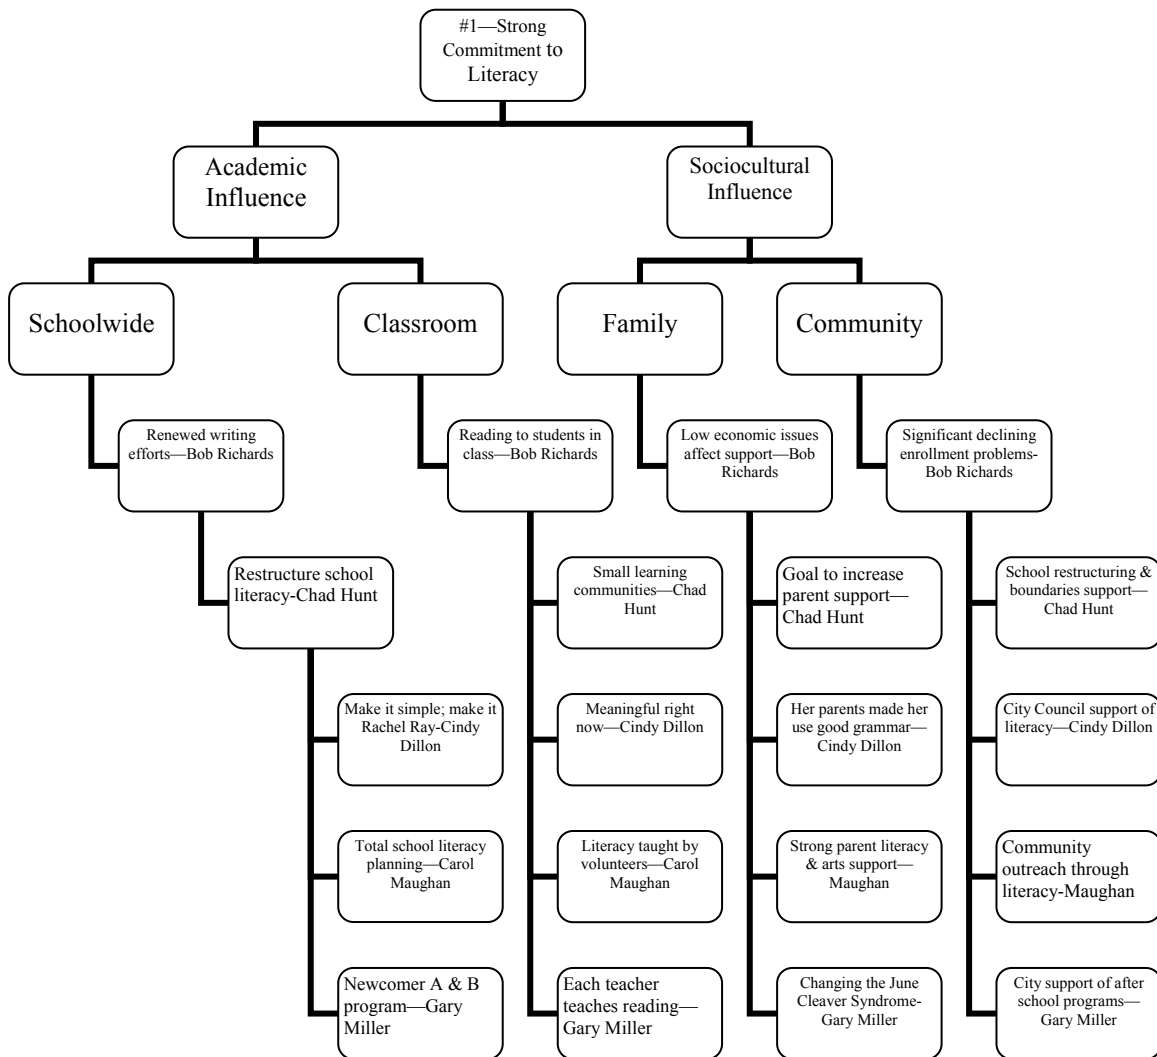 #1—Strong
Commitment to
Literacy
Academic
Influence
Sociocultural
Influence
Schoolwide
Classroom
Family
Community
Renewed writing
efforts—Bob Richards
Reading to students in
class—Bob Richards
Low economic issues
affect support—Bob
Richards
Significant declining
enrollment problems-
Bob Richards
Restructure school
literacy-Chad Hunt
Small learning
communities—Chad
Hunt
Goal to increase
parent support—
Chad Hunt
School restructuring &
boundaries support—
Chad Hunt
Make it simple; make it
Rachel Ray-Cindy
Dillon
Meaningful right
now—Cindy Dillon
Her parents made her
use good grammar—
Cindy Dillon
City Council support of
literacy—Cindy Dillon
Total school literacy
planning—Carol
Maughan
Literacy taught by
volunteers—Carol
Maughan
Strong parent literacy
& arts support—
Maughan
Community
outreach through
literacy-Maughan
Newcomer A & B
program—Gary
Miller
Each teacher
teaches reading—
Gary Miller
Changing the June
Cleaver Syndrome-
Gary Miller
City support of after
school programs—
Gary Miller